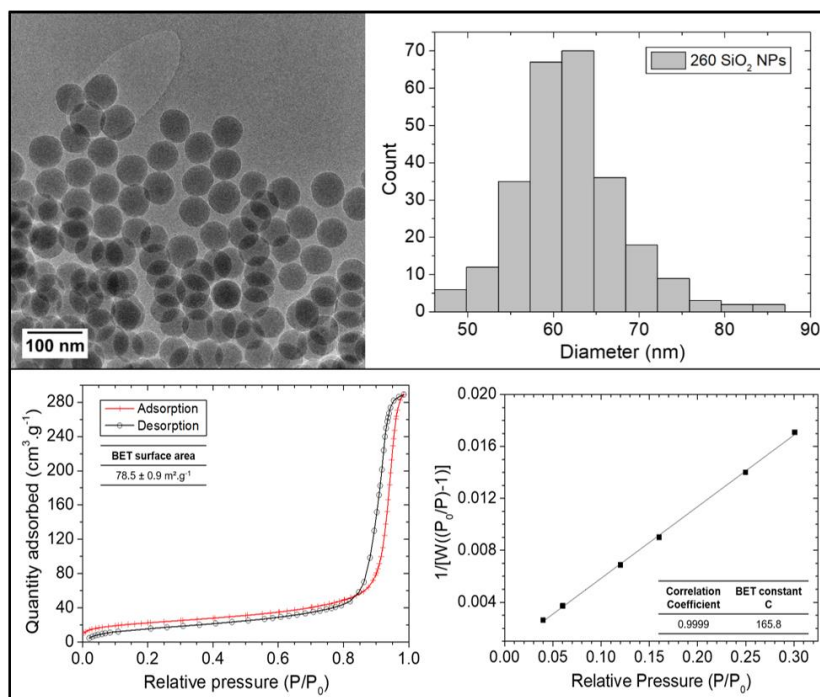 100 nm
260 SiO₂ NPs
Count
70
60
50
40
30
20
10
0
50 60 70 80 90
Diameter (nm)
Quantity adsorbed (cm³.g⁻¹)
280
240
200
160
120
80
40
0
Adsorption
Desorption
BET surface area
78.5 ± 0.9 m².g⁻¹
0.0 0.2 0.4 0.6 0.8 1.0
Relative pressure (P/P₀)
1/[W((P₀/P)-1))]
0.020
0.016
0.012
0.008
0.004
Correlation Coefficient BET constant C
0.9999 165.8
0.00 0.05 0.10 0.15 0.20 0.25 0.30
Relative Pressure (P/P₀)